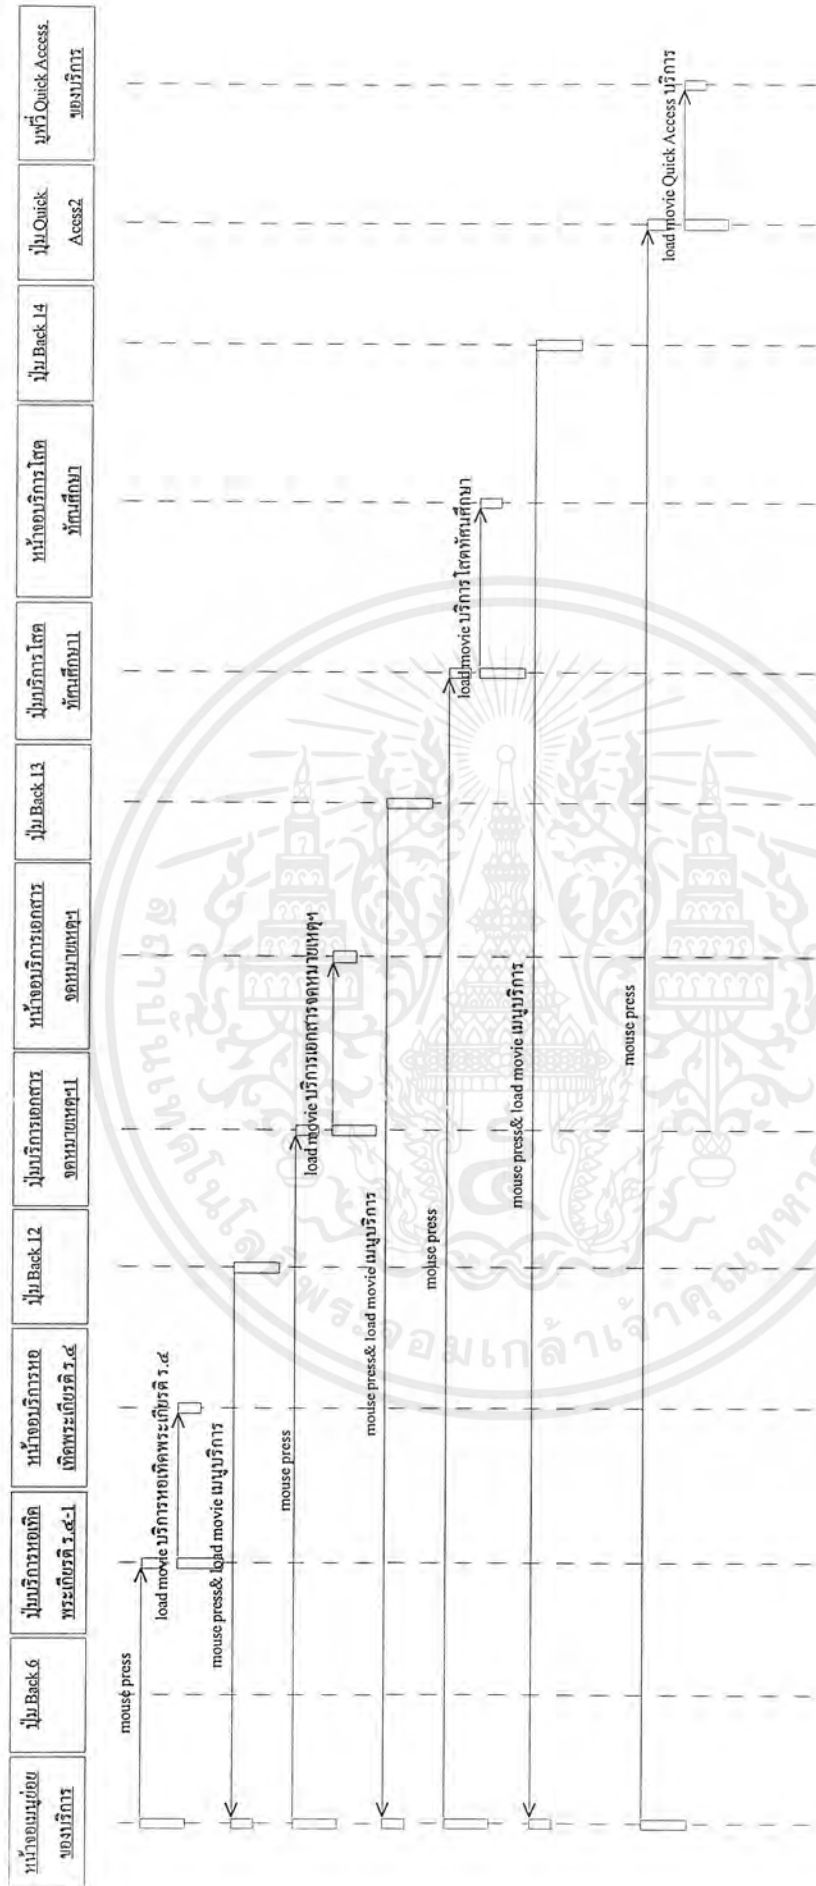 หน้าจอเมนูย่อย
ของบริการ
ปุ่ม Back 6
ปุ่มบริการหอเทิด
พระเกียรติ ร.๔-1
หน้าจอบริการหอ
เทิดพระเกียรติ ร.๔
ปุ่ม Back 12
ปุ่มบริการเอกสาร
จดหมายเหตุฯ1
หน้าจอบริการเอกสาร
จดหมายเหตุฯ
ปุ่ม Back 13
ปุ่มบริการโสต
ทัศนศึกษา1
หน้าจอบริการโสต
ทัศนศึกษา
ปุ่ม Back 14
ปุ่ม Quick
Access2
มูฟวี่ Quick Access
ของบริการ
mouse press
load movie บริการหอเทิดพระเกียรติ ร.๔
mouse press& load movie เมนูบริการ
mouse press
load movie บริการเอกสารจดหมายเหตุฯ
mouse press& load movie เมนูบริการ
mouse press
load movie บริการโสตทัศนศึกษา
mouse press& load movie เมนูบริการ
mouse press
load movie Quick Access บริการ